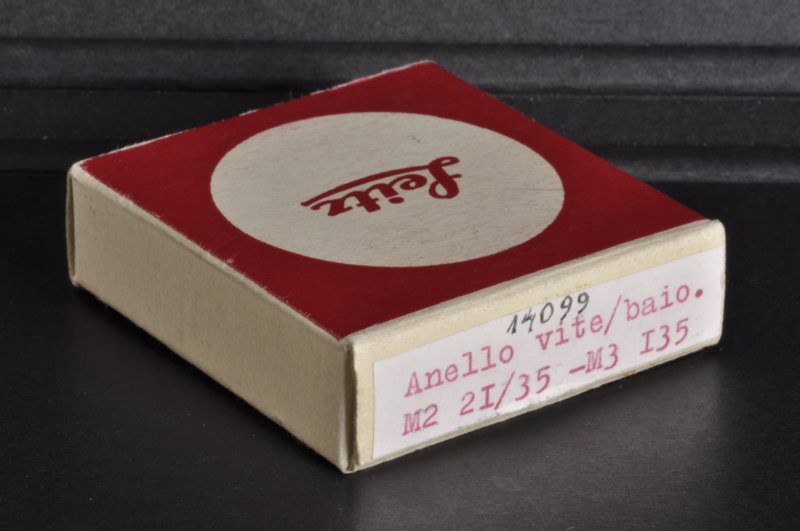 Leitz
14099
Anello vite/baio.
M2 2I/35 -M3 I35